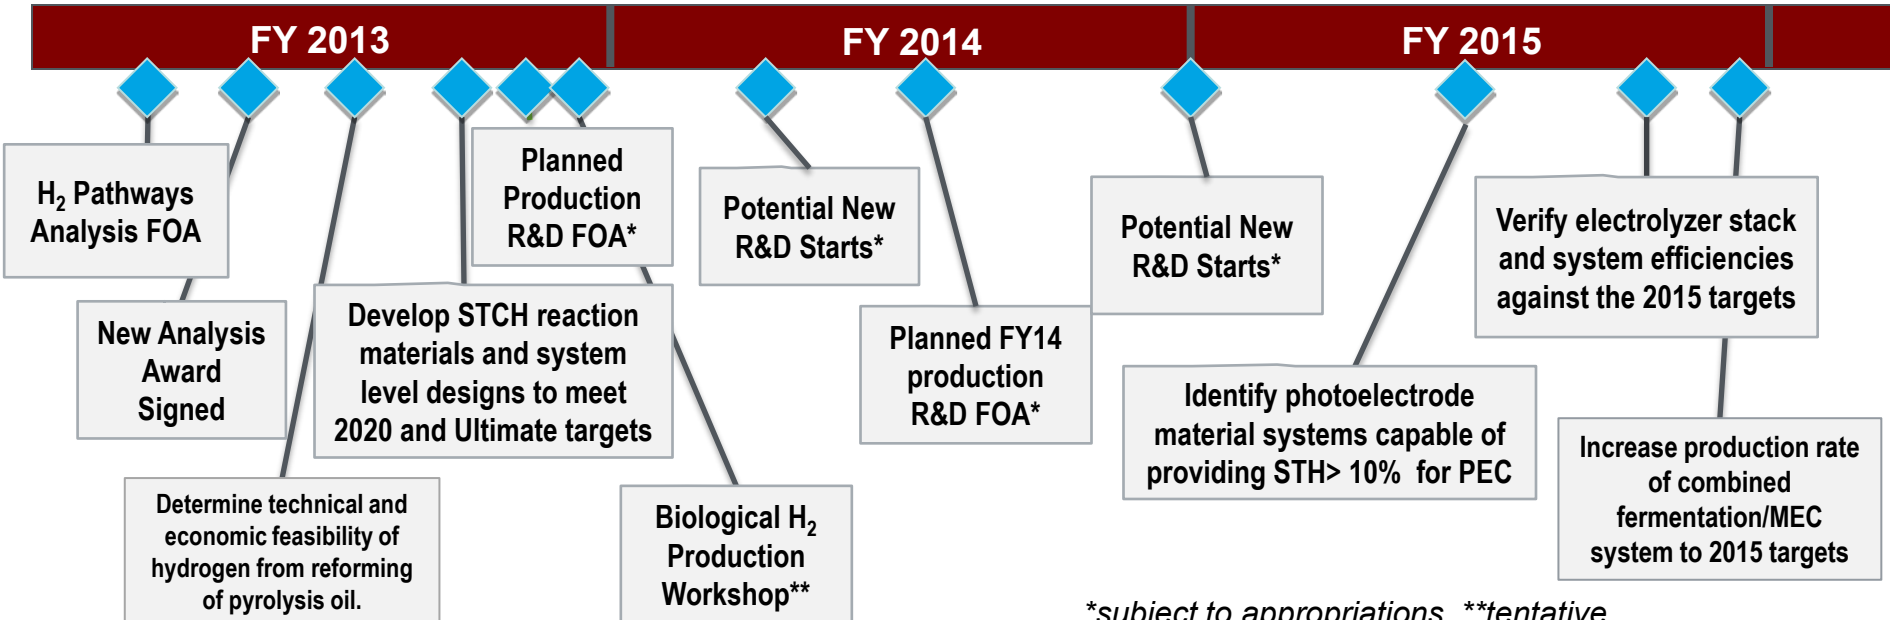 FY 2013
FY 2014
FY 2015
H₂ Pathways
Analysis FOA
New Analysis
Award
Signed
Determine technical and
economic feasibility of
hydrogen from reforming
of pyrolysis oil.
Develop STCH reaction
materials and system
level designs to meet
2020 and Ultimate targets
Planned
Production
R&D FOA*
Biological H₂
Production
Workshop**
Potential New
R&D Starts*
Planned FY14
production
R&D FOA*
Potential New
R&D Starts*
Identify photoelectrode
material systems capable of
providing STH> 10% for PEC
Verify electrolyzer stack
and system efficiencies
against the 2015 targets
Increase production rate
of combined
fermentation/MEC
system to 2015 targets
*subject to appropriations, **tentative